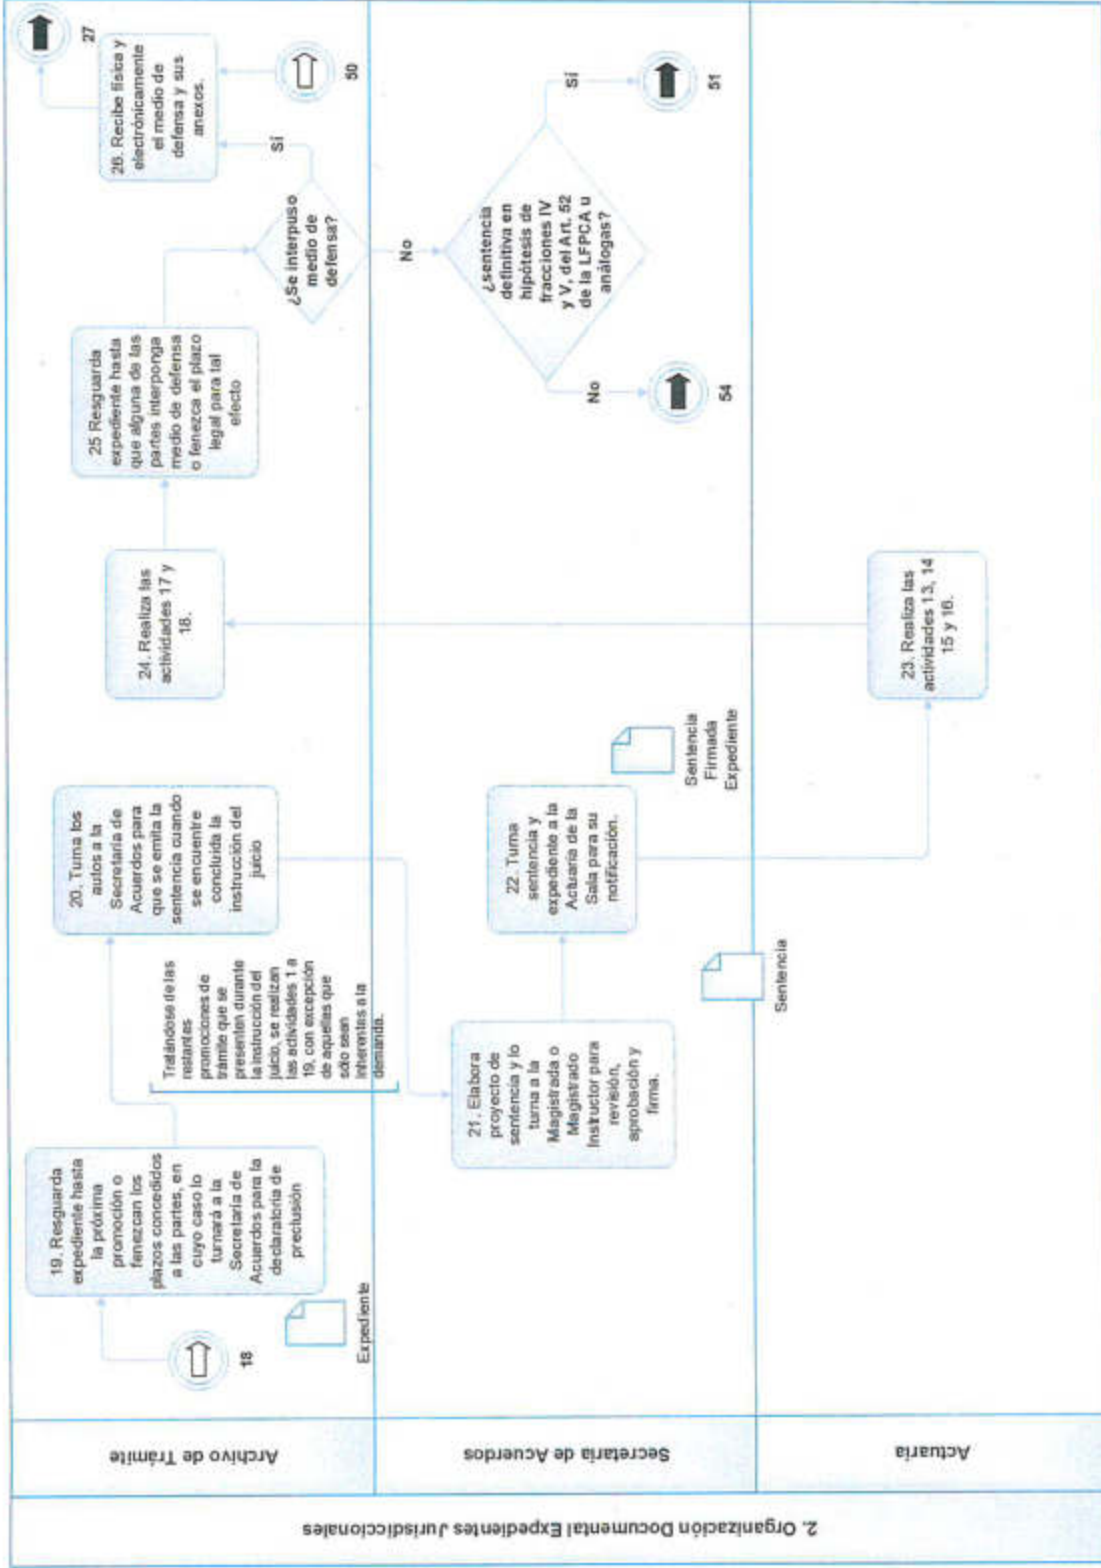 2. Organización Documental Expedientes Jurisdiccionales
Archivo de Trámite
18
19. Resguarda
expediente hasta
la próxima
promoción o
fenezcan los
plazos concedidos
a las partes, en
cuyo caso lo
turnará a la
Secretaría de
Acuerdos para la
declaratoria de
preclusión
Expediente
Tratándose de las
restantes
promociones de
trámite que se
presenten durante
la instrucción del
juicio, se realizan
las actividades 1 a
19, con excepción
de aquellas que
sólo sean
inherentes a la
demanda.
20. Turna los
autos a la
Secretaría de
Acuerdos para
que se emita la
sentencia cuando
se encuentre
concluida la
instrucción del
juicio
24. Realiza las
actividades 17 y
18.
25 Resguarda
expediente hasta
que alguna de las
partes interponga
medio de defensa
o fenezca el plazo
legal para tal
efecto
¿Se interpuso
medio de
defensa?
Sí
No
26. Recibe física y
electrónicamente
el medio de
defensa y sus
anexos.
27
50
Secretaría de Acuerdos
21. Elabora
proyecto de
sentencia y lo
turna a la
Magistrada o
Magistrado
Instructor para
revisión,
aprobación y
firma.
Sentencia
22. Turna
sentencia y
expediente a la
Actuaría de la
Sala para su
notificación.
Sentencia
Firmada
Expediente
¿sentencia
definitiva en
hipótesis de
fracciones IV
y V, del Art. 52
de la LFPCA u
análogas?
No
54
Sí
51
Actuaría
23. Realiza las
actividades 13, 14
15 y 16.